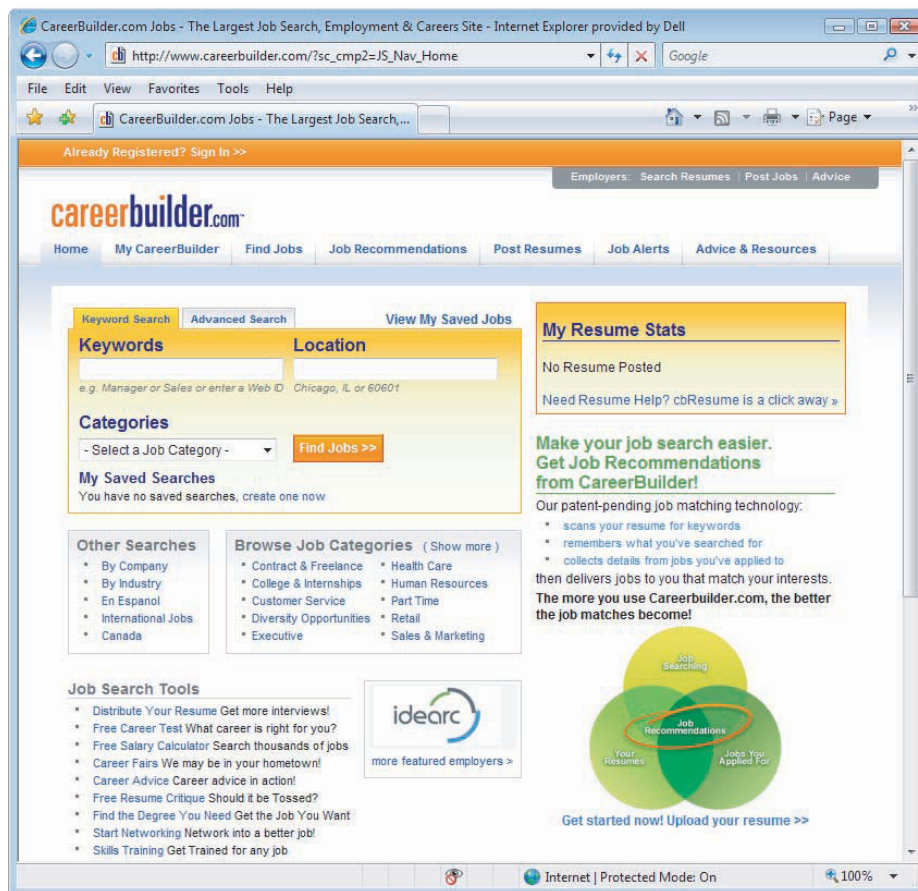 CareerBuilder.com Jobs - The Largest Job Search, Employment & Careers Site - Internet Explorer provided by Dell
http://www.careerbuilder.com/?sc_cmp2=JS_Nav_Home
Google
File Edit View Favorites Tools Help
CareerBuilder.com Jobs - The Largest Job Search,...
Page
Already Registered? Sign In >>
Employers: Search Resumes | Post Jobs | Advice
careerbuilder.com
Home My CareerBuilder Find Jobs Job Recommendations Post Resumes Job Alerts Advice & Resources
Keyword Search Advanced Search View My Saved Jobs
Keywords Location
e.g. Manager or Sales or enter a Web ID Chicago, IL or 60601
Categories
- Select a Job Category - Find Jobs >>
My Saved Searches
You have no saved searches, create one now
My Resume Stats
No Resume Posted
Need Resume Help? cbResume is a click away »
Make your job search easier.
Get Job Recommendations
from CareerBuilder!
Our patent-pending job matching technology:
scans your resume for keywords
remembers what you've searched for
collects details from jobs you've applied to
then delivers jobs to you that match your interests.
The more you use Careerbuilder.com, the better
the job matches become!
Other Searches
By Company
By Industry
En Espanol
International Jobs
Canada
Browse Job Categories ( Show more )
Contract & Freelance
College & Internships
Customer Service
Diversity Opportunities
Executive
Health Care
Human Resources
Part Time
Retail
Sales & Marketing
Job Search Tools
Distribute Your Resume Get more interviews!
Free Career Test What career is right for you?
Free Salary Calculator Search thousands of jobs
Career Fairs We may be in your hometown!
Career Advice Career advice in action!
Free Resume Critique Should it be Tossed?
Find the Degree You Need Get the Job You Want
Start Networking Network into a better job!
Skills Training Get Trained for any job
idearc
more featured employers >
Job
Searching
Job
Recommendations
Your
Resumes
Jobs You
Applied For
Get started now! Upload your resume >>
Internet | Protected Mode: On
100%